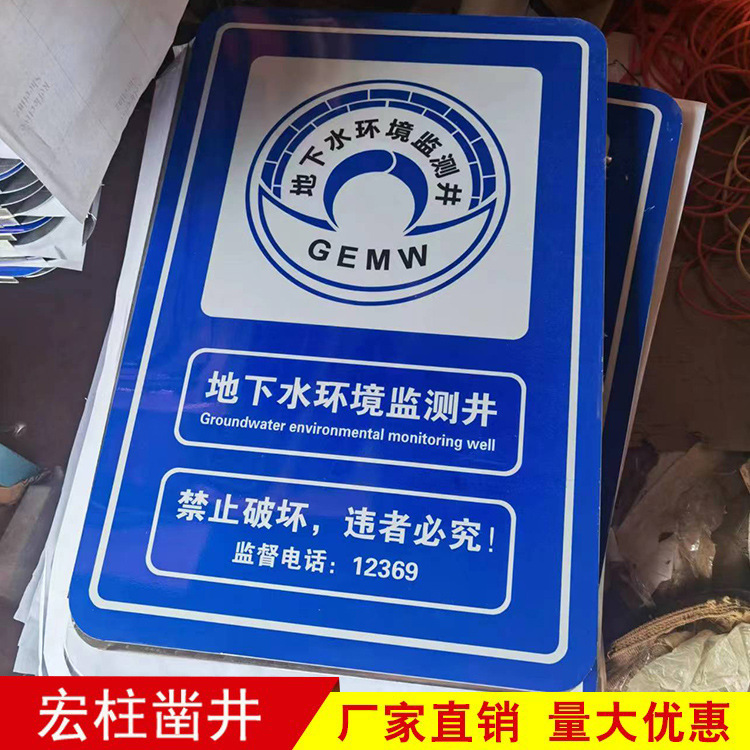 地下水环境监测井
GEMW
地下水环境监测井
Groundwater environmental monitoring well
禁止破坏，违者必究！
监督电话：12369
宏柱凿井
厂家直销 量大优惠